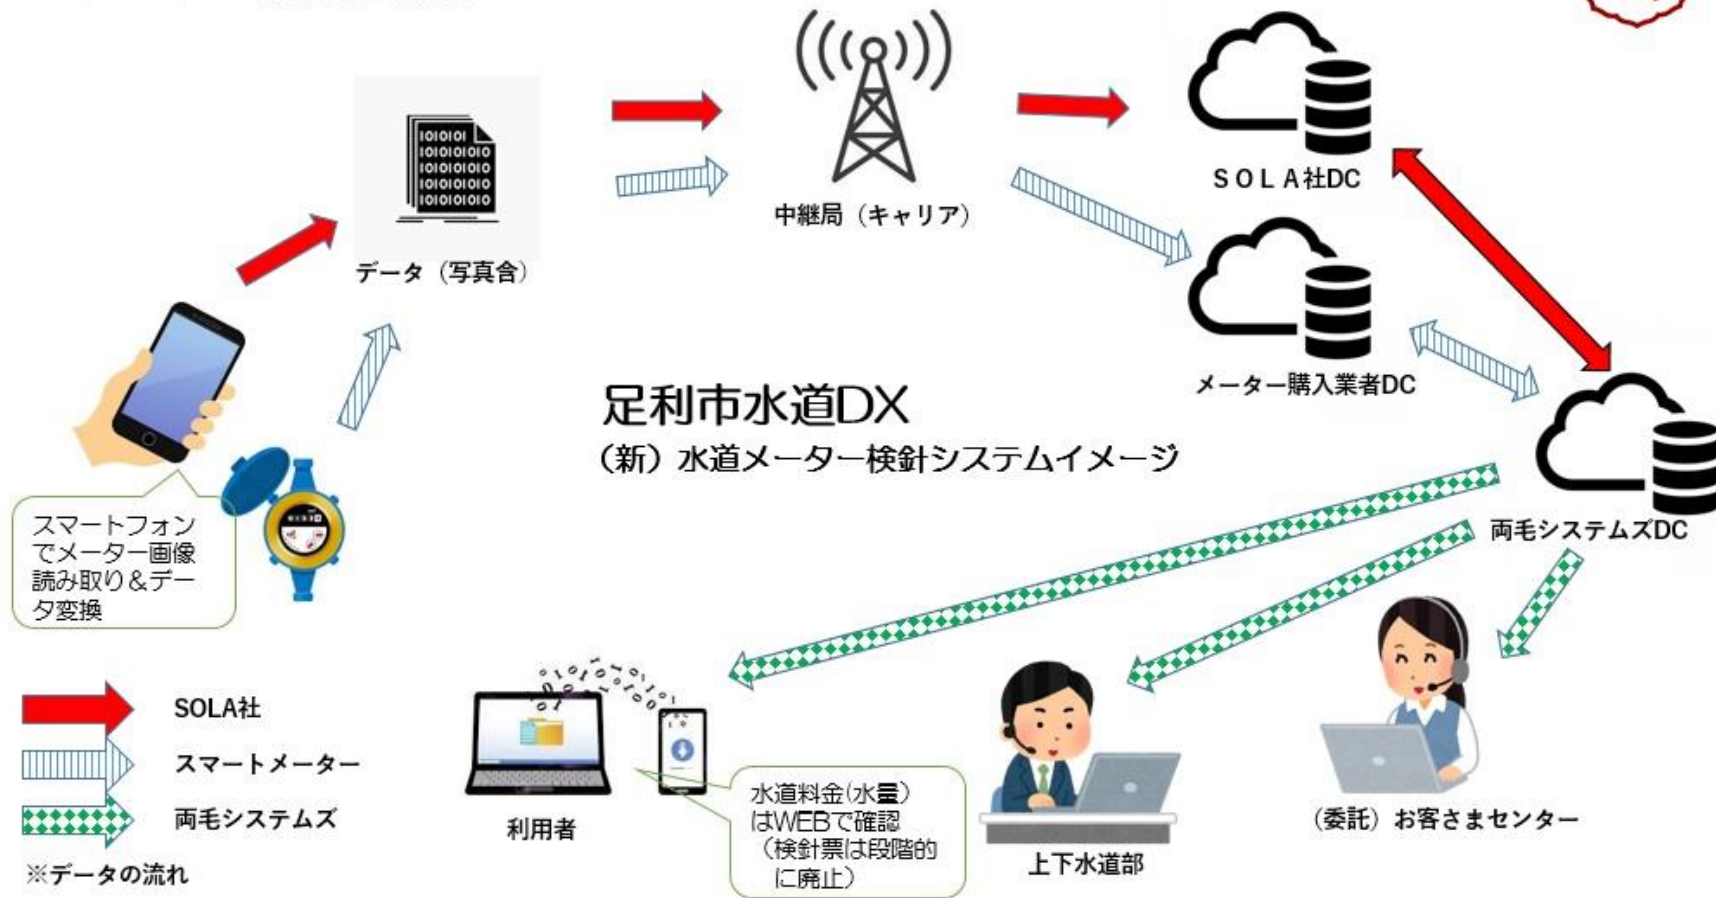 1010101
101010101
101010101
101010101
101010101
データ（写真含）
中継局（キャリア）
ＳＯＬＡ社DC
メーター購入業者DC
両毛システムズDC
足利市水道DX
（新）水道メーター検針システムイメージ
スマートフォン
でメーター画像
読み取り＆デー
タ変換
SOLA社
スマートメーター
両毛システムズ
※データの流れ
利用者
水道料金(水量)
はWEBで確認
（検針票は段階的
に廃止）
上下水道部
（委託）お客さまセンター